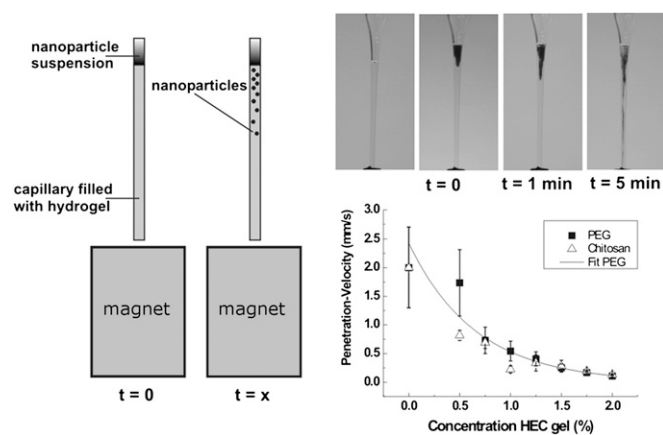 nanoparticle
suspension
nanoparticles
capillary filled
with hydrogel
magnet
magnet
t = 0
t = x
t = 0
t = 1 min
t = 5 min
3.0
2.5
2.0
1.5
1.0
0.5
0.0
Penetration-Velocity (mm/s)
PEG
Chitosan
Fit PEG
0.0 0.5 1.0 1.5 2.0
Concentration HEC gel (%)